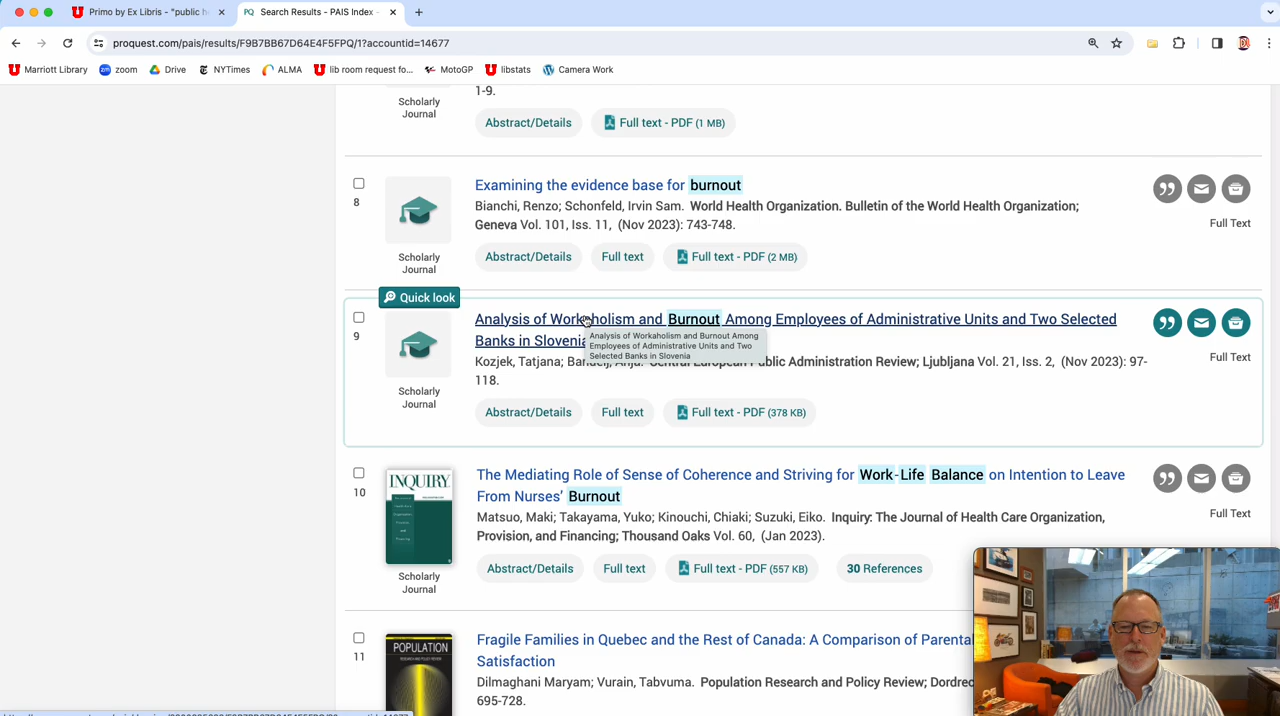 Primo by Ex Libris - "public h
Search Results - PAIS Index -
proquest.com/pais/results/F9B7BB67D64E4F5FPQ/1?accountid=14677
Marriott Library zoom Drive NYTimes ALMA lib room request fo... MotoGP libstats Camera Work
Scholarly
Journal
1-9.
Abstract/Details Full text - PDF (1 MB)
8
Examining the evidence base for burnout
Bianchi, Renzo; Schonfeld, Irvin Sam. World Health Organization. Bulletin of the World Health Organization;
Geneva Vol. 101, Iss. 11, (Nov 2023): 743-748.
Full Text
Scholarly
Journal
Abstract/Details Full text Full text - PDF (2 MB)
Quick look
9
Analysis of Workaholism and Burnout Among Employees of Administrative Units and Two Selected
Banks in Slovenia
Analysis of Workaholism and Burnout Among
Employees of Administrative Units and Two
Selected Banks in Slovenia
Kozjek, Tatjana; Central European Public Administration Review; Ljubljana Vol. 21, Iss. 2, (Nov 2023): 97-
118.
Full Text
Scholarly
Journal
Abstract/Details Full text Full text - PDF (378 KB)
10
INQUIRY
The Mediating Role of Sense of Coherence and Striving for Work-Life Balance on Intention to Leave
From Nurses' Burnout
Matsuo, Maki; Takayama, Yuko; Kinouchi, Chiaki; Suzuki, Eiko. Inquiry: The Journal of Health Care Organization
Provision, and Financing; Thousand Oaks Vol. 60, (Jan 2023).
Full Text
Scholarly
Journal
Abstract/Details Full text Full text - PDF (557 KB) 30 References
11
POPULATION
Fragile Families in Quebec and the Rest of Canada: A Comparison of Parental
Satisfaction
Dilmaghani Maryam; Vurain, Tabvuma. Population Research and Policy Review; Dordrec
695-728.